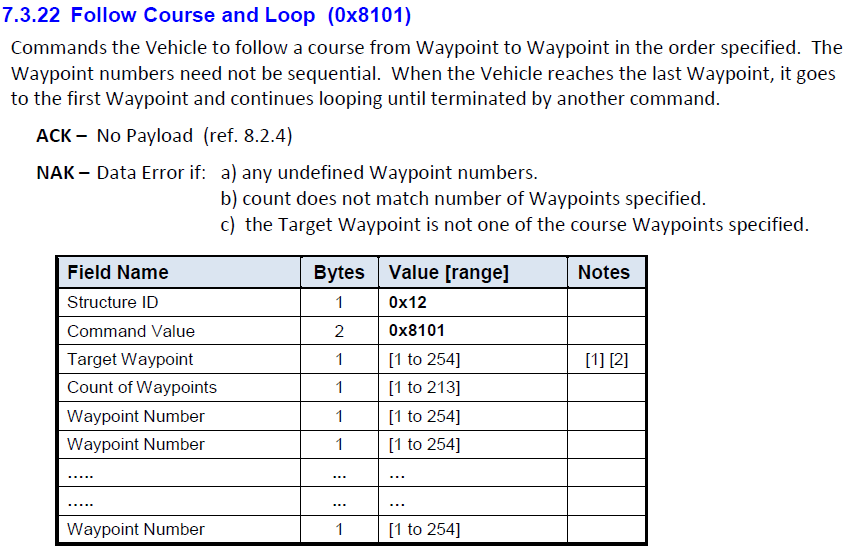 7.3.22 Follow Course and Loop (0x8101)
Commands the Vehicle to follow a course from Waypoint to Waypoint in the order specified. The
Waypoint numbers need not be sequential. When the Vehicle reaches the last Waypoint, it goes
to the first Waypoint and continues looping until terminated by another command.
ACK – No Payload (ref. 8.2.4)
NAK – Data Error if: a) any undefined Waypoint numbers.
b) count does not match number of Waypoints specified.
c) the Target Waypoint is not one of the course Waypoints specified.
Field Name Bytes Value [range] Notes
Structure ID 1 0x12
Command Value 2 0x8101
Target Waypoint 1 [1 to 254] [1] [2]
Count of Waypoints 1 [1 to 213]
Waypoint Number 1 [1 to 254]
Waypoint Number 1 [1 to 254]
..... ... ...
..... ... ...
Waypoint Number 1 [1 to 254]